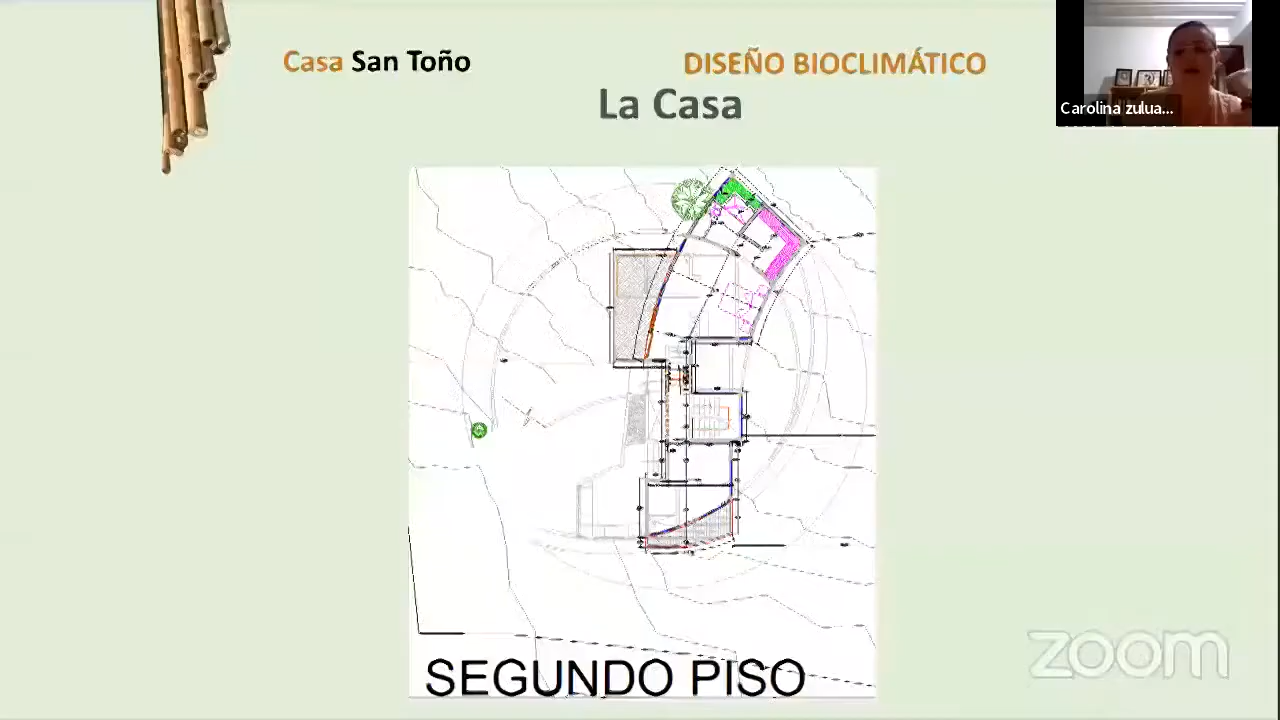 Casa San Toño
DISEÑO BIOCLIMÁTICO
La Casa
Carolina zulua...
SEGUNDO PISO
zoom